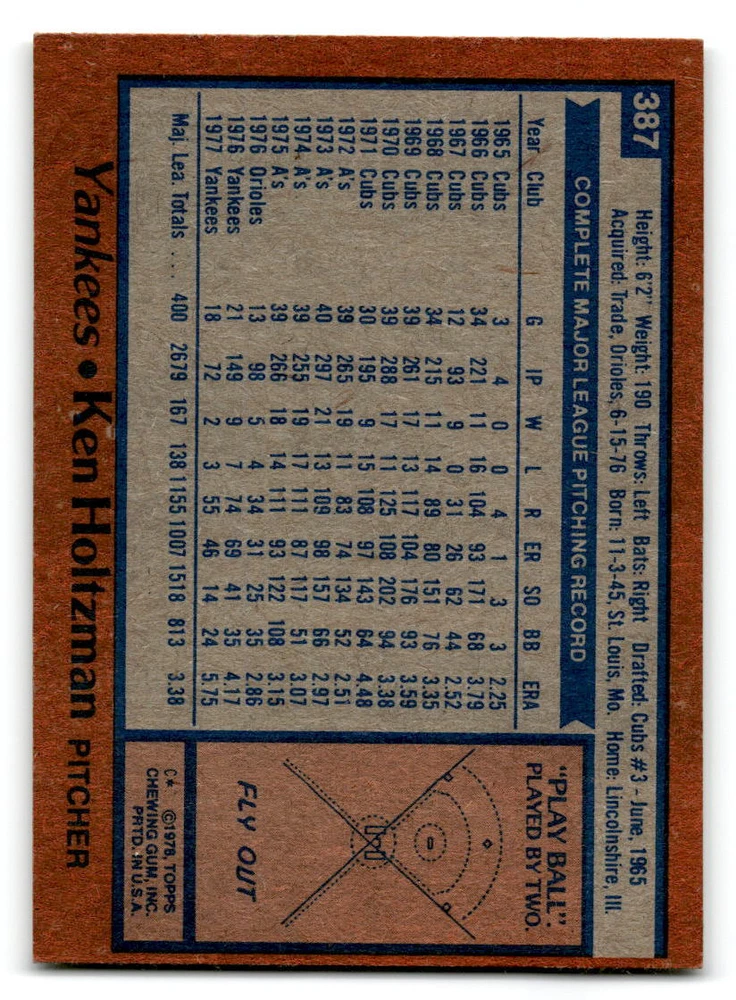 387
Height: 6'2" Weight: 190 Throws: Left Bats: Right Drafted: Cubs #3 - June, 1965
Acquired: Trade, Orioles, 6-15-76 Born: 11-3-45, St. Louis, Mo. Home: Lincolnshire, Ill.
COMPLETE MAJOR LEAGUE PITCHING RECORD
Year Club G IP W L R ER SO BB ERA
1965 Cubs 3 4 0 0 4 1 3 3 2.25
1966 Cubs 34 221 11 16 104 93 171 68 3.79
1967 Cubs 12 93 9 0 31 26 62 44 2.52
1968 Cubs 34 215 11 14 89 80 151 76 3.35
1969 Cubs 39 261 17 13 117 104 176 93 3.59
1970 Cubs 39 288 17 11 125 108 202 94 3.38
1971 Cubs 30 195 9 15 108 97 143 64 4.48
1972 A's 39 265 19 11 83 74 134 52 2.51
1973 A's 40 297 21 13 109 98 157 66 2.97
1974 A's 39 255 19 17 111 87 117 51 3.07
1975 A's 39 266 18 14 111 93 122 108 3.15
1976 Orioles 13 98 5 4 34 31 25 35 2.86
1976 Yankees 21 149 9 7 74 69 41 35 4.17
1977 Yankees 18 72 2 3 55 46 14 24 5.75
Maj. Lea. Totals .... 400 2679 167 138 1155 1007 1518 813 3.38
"PLAY BALL"
PLAYED BY TWO.
FLY OUT
C* ©1978, TOPPS
CHEWING GUM, INC.
PRTD. IN U.S.A.
Yankees • Ken Holtzman PITCHER